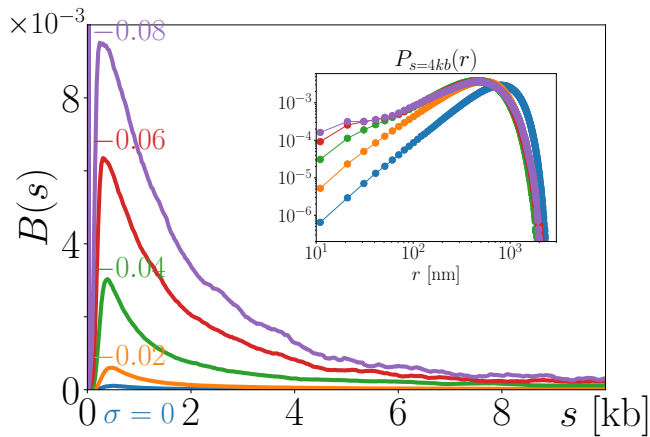 ×10⁻³
8
4
0
B(s)
−0.08
−0.06
−0.04
−0.02
σ = 0
0 2 4 6 8 s [kb]
P_{s=4kb}(r)
10⁻³
10⁻⁴
10⁻⁵
10⁻⁶
10¹ 10² 10³
r [nm]